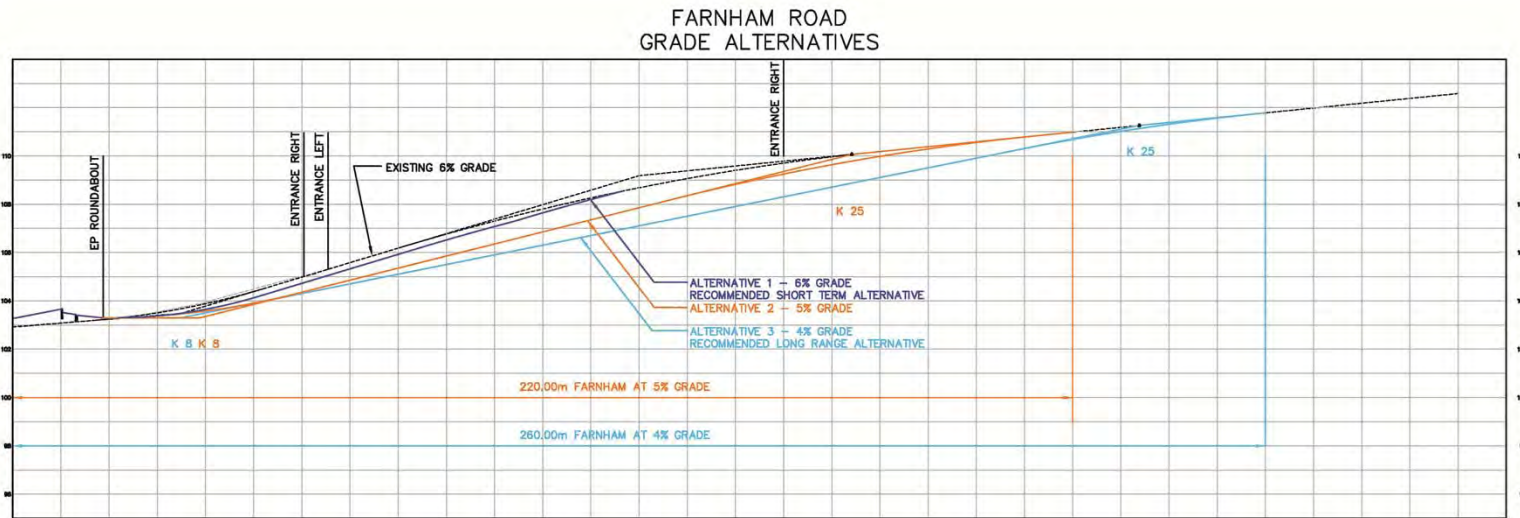 FARNHAM ROAD
GRADE ALTERNATIVES
EP ROUNDABOUT
ENTRANCE RIGHT
ENTRANCE LEFT
EXISTING 6% GRADE
ENTRANCE RIGHT
K 25
K 25
ALTERNATIVE 1 – 6% GRADE
RECOMMENDED SHORT TERM ALTERNATIVE
ALTERNATIVE 2 – 5% GRADE
ALTERNATIVE 3 – 4% GRADE
RECOMMENDED LONG RANGE ALTERNATIVE
K 8 K 8
220.00m FARNHAM AT 5% GRADE
260.00m FARNHAM AT 4% GRADE
110
108
106
104
102
100
98
96